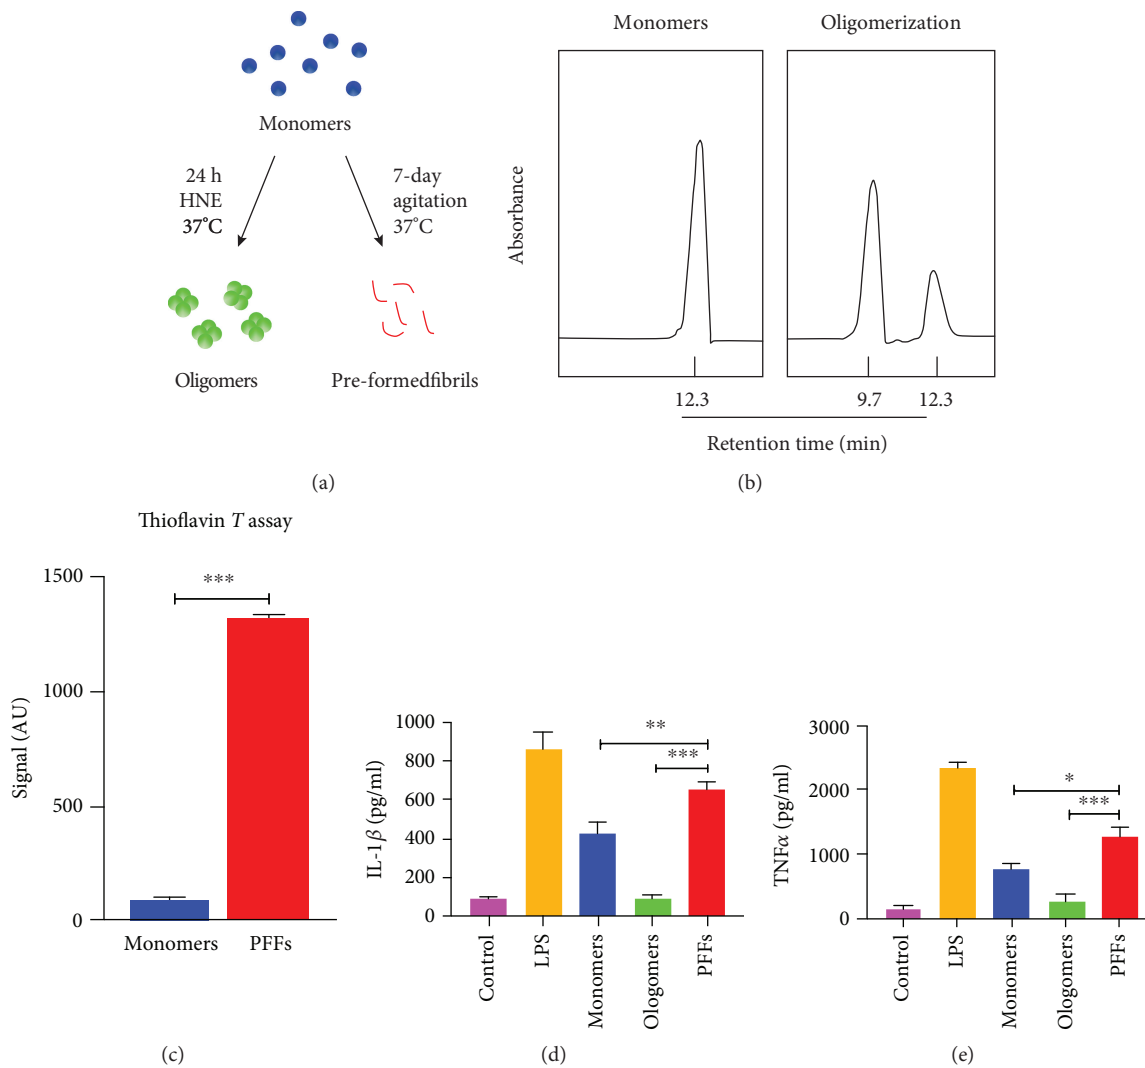 Monomers
24 h
HNE
37°C
7-day
agitation
37°C
Oligomers
Pre-formedfibrils
(a)
Monomers
Oligomerization
Absorbance
12.3
9.7
12.3
Retention time (min)
(b)
Thioflavin T assay
Signal (AU)
1500
1000
500
0
***
Monomers
PFFs
(c)
IL-1β (pg/ml)
1000
800
600
400
200
0
**
***
Control
LPS
Monomers
Ologomers
PFFs
(d)
TNFα (pg/ml)
3000
2000
1000
0
*
***
Control
LPS
Monomers
Ologomers
PFFs
(e)